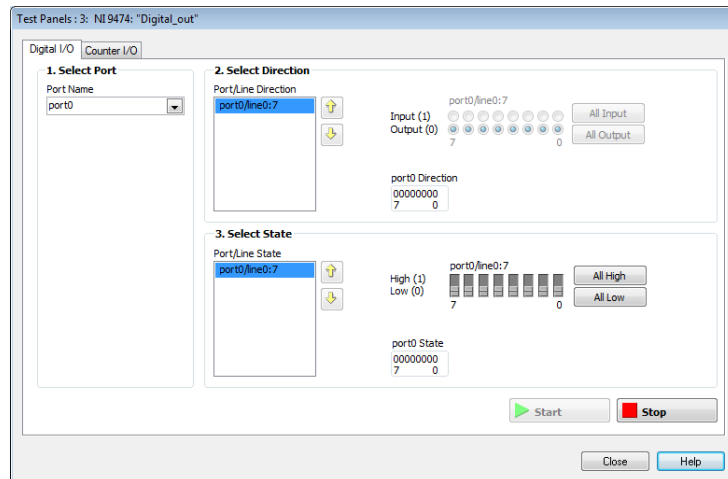 Test Panels : 3: NI 9474: "Digital_out"
Digital I/O
Counter I/O
1. Select Port
Port Name
port0
2. Select Direction
Port/Line Direction
port0/line0:7
port0/line0:7
Input (1)
Output (0)
7 0
All Input
All Output
port0 Direction
00000000
7 0
3. Select State
Port/Line State
port0/line0:7
port0/line0:7
High (1)
Low (0)
7 0
All High
All Low
port0 State
00000000
7 0
Start
Stop
Close
Help